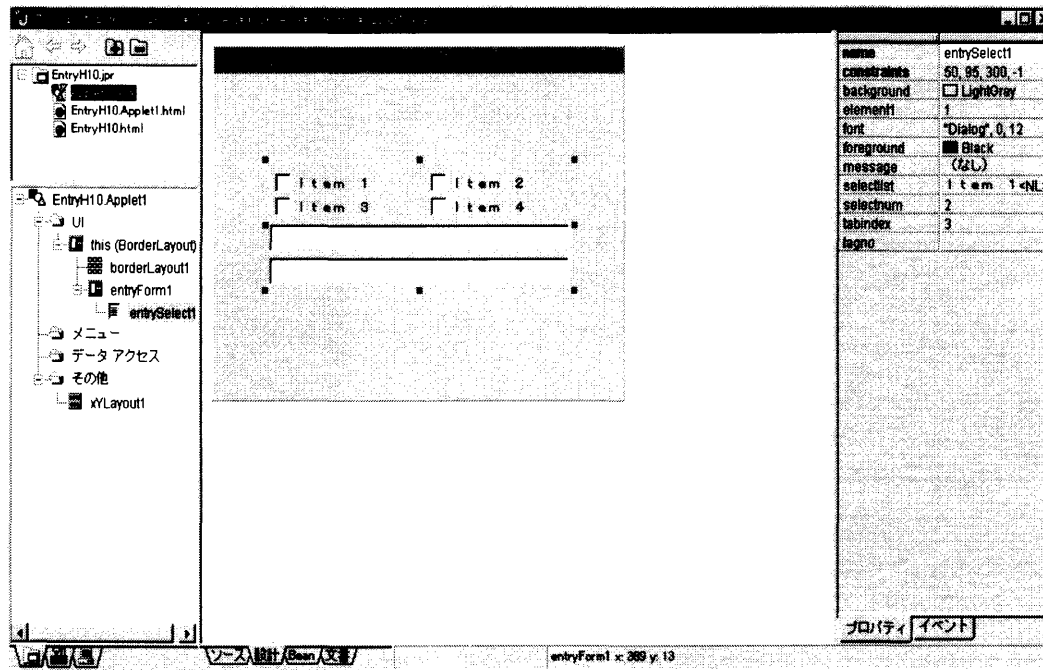 EntryH10.jpr
EntryH10.Applet1.html
EntryH10.html
EntryH10.Applet1
UI
this (BorderLayout)
borderLayout1
entryForm1
entrySelect1
メニュー
データ アクセス
その他
xYLayout1
Item 1
Item 2
Item 3
Item 4
name entrySelect1
constraints 50, 95, 300, -1
background LightGray
element1 1
font "Dialog", 0, 12
foreground Black
message (なし)
selectlist Item 1<NL
selectnum 2
tabindex 3
tagno
プロパティ イベント
ソース 設計 Bean 文書
entryForm1 x: 389 y: 13